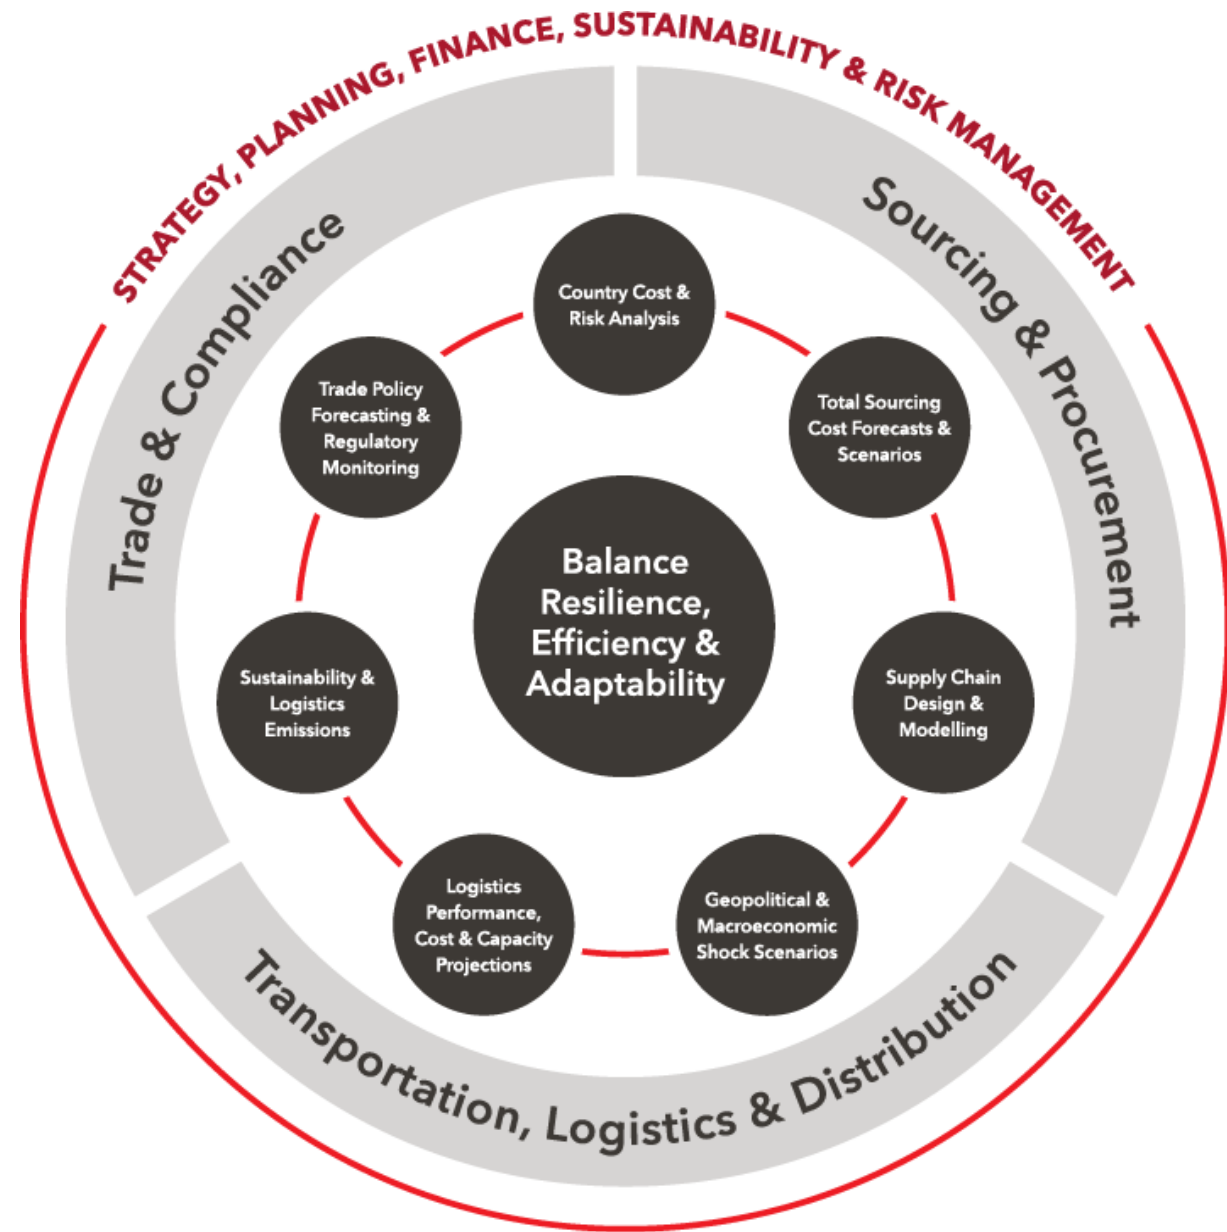 STRATEGY, PLANNING, FINANCE, SUSTAINABILITY & RISK MANAGEMENT
Trade & Compliance
Sourcing & Procurement
Country Cost &
Risk Analysis
Trade Policy
Forecasting &
Regulatory
Monitoring
Total Sourcing
Cost Forecasts &
Scenarios
Balance
Resilience,
Efficiency &
Adaptability
Sustainability &
Logistics
Emissions
Supply Chain
Design &
Modelling
Logistics
Performance,
Cost & Capacity
Projections
Geopolitical &
Macroeconomic
Shock Scenarios
Transportation, Logistics & Distribution